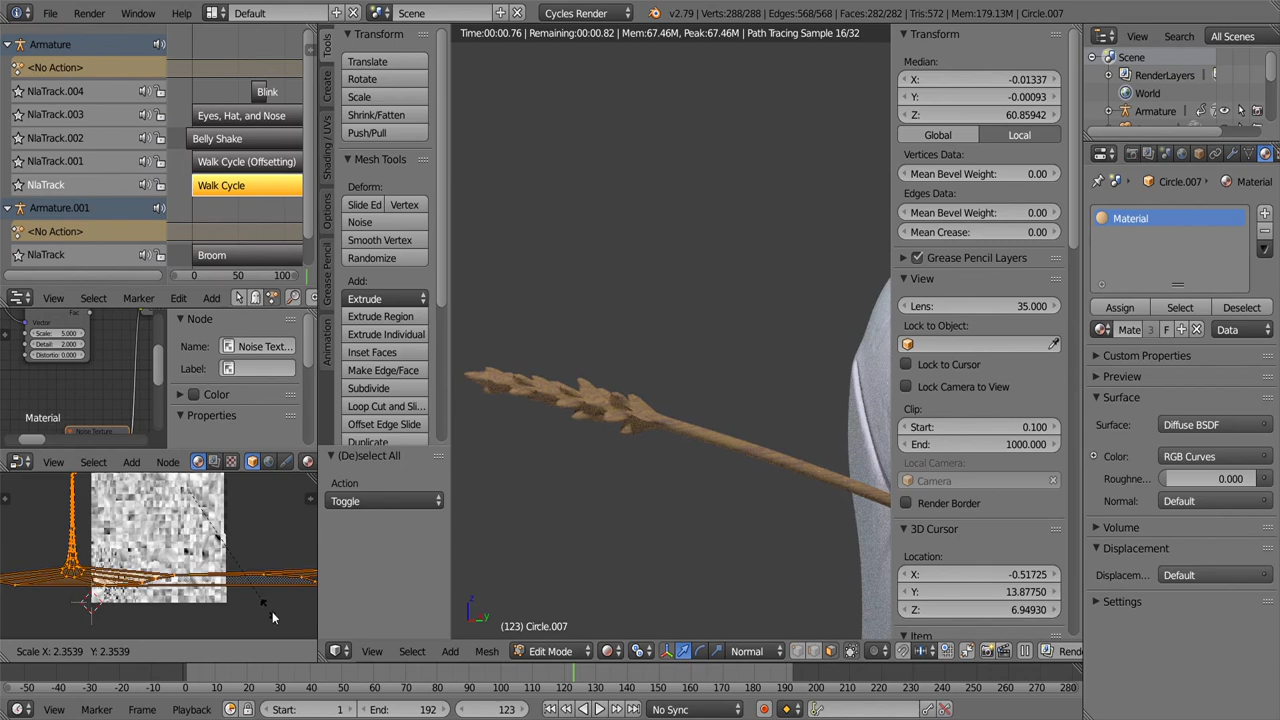 File Render Window Help Default Scene Cycles Render v2.79 | Verts:288/288 | Edges:568/568 | Faces:282/282 | Tris:572 | Mem:179.13M | Circle.007
Armature
<No Action>
NlaTrack.004 Blink
NlaTrack.003 Eyes, Hat, and Nose
NlaTrack.002 Belly Shake
NlaTrack.001 Walk Cycle (Offsetting)
NlaTrack Walk Cycle
Armature.001
<No Action>
NlaTrack Broom
0 50 100
View Select Marker Edit Add
Fac
Vector
Scale: 5.000
Detail: 2.000
Distortio: 0.000
Material
Noise Texture
Node
Name: Noise Text...
Label:
Color
Properties
View Select Add Node
Scale X: 2.3539 Y: 2.3539
Tools
Create
Shading / UVs
Options
Grease Pencil
Animation
Transform
Translate
Rotate
Scale
Shrink/Fatten
Push/Pull
Mesh Tools
Deform:
Slide Ed Vertex
Noise
Smooth Vertex
Randomize
Add:
Extrude
Extrude Region
Extrude Individual
Inset Faces
Make Edge/Face
Subdivide
Loop Cut and Sli...
Offset Edge Slide
Duplicate
(De)select All
Action
Toggle
Time:00:00.76 | Remaining:00:00.82 | Mem:67.46M, Peak:67.46M | Path Tracing Sample 16/32
z
y
(123) Circle.007
View Select Add Mesh Edit Mode Normal Rende
Transform
Median:
X: -0.01337
Y: -0.00093
Z: 60.85942
Global Local
Vertices Data:
Mean Bevel Weight: 0.00
Edges Data:
Mean Bevel Weight: 0.00
Mean Crease: 0.00
Grease Pencil Layers
View
Lens: 35.000
Lock to Object:
Lock to Cursor
Lock Camera to View
Clip:
Start: 0.100
End: 1000.000
Local Camera:
Camera
Render Border
3D Cursor
Location:
X: -0.51725
Y: 13.87750
Z: 6.94930
Item
View Search All Scenes
Scene
RenderLayers
World
Armature
Circle.007 Material
Material
Assign Select Deselect
Mate 3 F Data
Custom Properties
Preview
Surface
Surface: Diffuse BSDF
Color: RGB Curves
Roughne... 0.000
Normal: Default
Volume
Displacement
Displacem... Default
Settings
-50 -40 -30 -20 -10 0 10 20 30 40 50 60 70 80 90 100 110 120 130 140 150 160 170 180 190 200 210 220 230 240 250 260 270 280
View Marker Frame Playback Start: 1 End: 192 123 No Sync